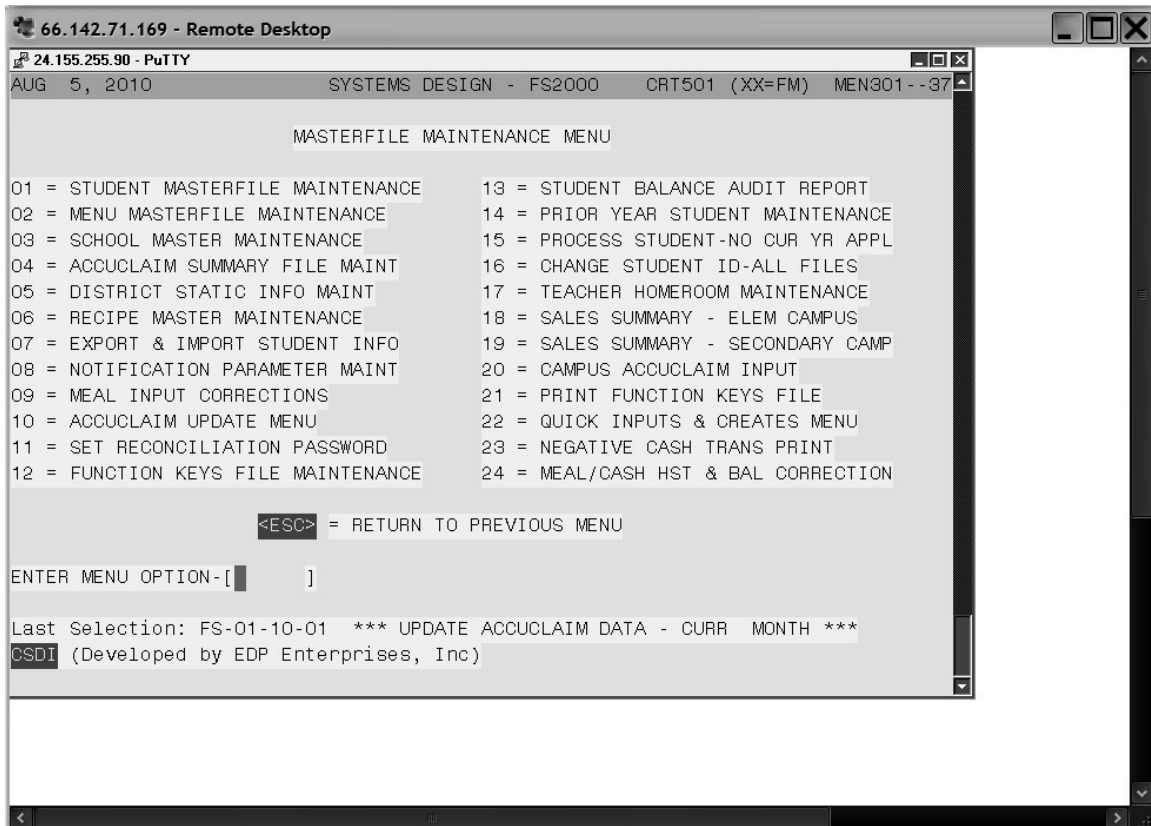 66.142.71.169 - Remote Desktop
24.155.255.90 - PuTTY
AUG 5, 2010 SYSTEMS DESIGN - FS2000 CRT501 (XX=FM) MEN301--37
MASTERFILE MAINTENANCE MENU
01 = STUDENT MASTERFILE MAINTENANCE 13 = STUDENT BALANCE AUDIT REPORT
02 = MENU MASTERFILE MAINTENANCE 14 = PRIOR YEAR STUDENT MAINTENANCE
03 = SCHOOL MASTER MAINTENANCE 15 = PROCESS STUDENT-NO CUR YR APPL
04 = ACCUCLAIM SUMMARY FILE MAINT 16 = CHANGE STUDENT ID-ALL FILES
05 = DISTRICT STATIC INFO MAINT 17 = TEACHER HOMEROOM MAINTENANCE
06 = RECIPE MASTER MAINTENANCE 18 = SALES SUMMARY - ELEM CAMPUS
07 = EXPORT & IMPORT STUDENT INFO 19 = SALES SUMMARY - SECONDARY CAMP
08 = NOTIFICATION PARAMETER MAINT 20 = CAMPUS ACCUCLAIM INPUT
09 = MEAL INPUT CORRECTIONS 21 = PRINT FUNCTION KEYS FILE
10 = ACCUCLAIM UPDATE MENU 22 = QUICK INPUTS & CREATES MENU
11 = SET RECONCILIATION PASSWORD 23 = NEGATIVE CASH TRANS PRINT
12 = FUNCTION KEYS FILE MAINTENANCE 24 = MEAL/CASH HST & BAL CORRECTION
<ESC> = RETURN TO PREVIOUS MENU
ENTER MENU OPTION-[ ]
Last Selection: FS-01-10-01 *** UPDATE ACCUCLAIM DATA - CURR MONTH ***
CSDI (Developed by EDP Enterprises, Inc)